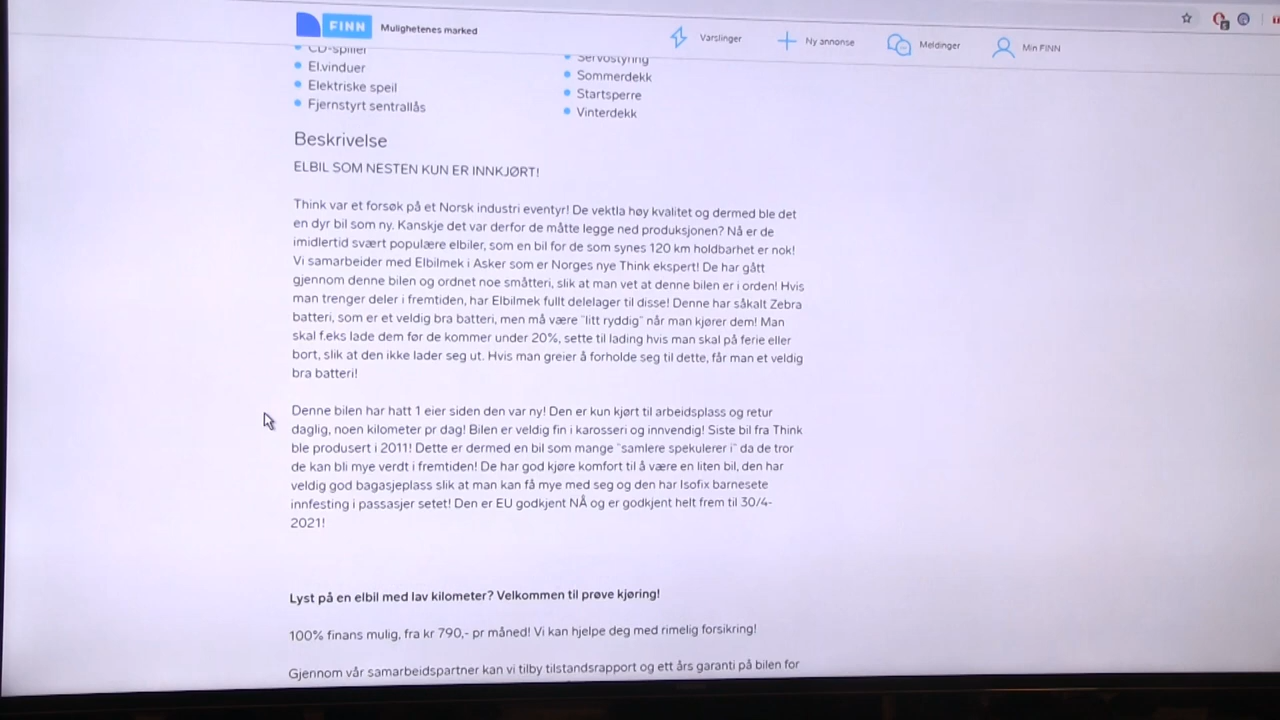 FINN Mulighetenes marked
Varslinger
Ny annonse
Meldinger
Min FINN
CD-spiller
El.vinduer
Elektriske speil
Fjernstyrt sentrallås
Servostyring
Sommerdekk
Startsperre
Vinterdekk
Beskrivelse
ELBIL SOM NESTEN KUN ER INNKJØRT!
Think var et forsøk på et Norsk industri eventyr! De vektla høy kvalitet og dermed ble det
en dyr bil som ny. Kanskje det var derfor de måtte legge ned produksjonen? Nå er de
imidlertid svært populære elbiler, som en bil for de som synes 120 km holdbarhet er nok!
Vi samarbeider med Elbilmek i Asker som er Norges nye Think ekspert! De har gått
gjennom denne bilen og ordnet noe småtteri, slik at man vet at denne bilen er i orden! Hvis
man trenger deler i fremtiden, har Elbilmek fullt delelager til disse! Denne har såkalt Zebra
batteri, som er et veldig bra batteri, men må være "litt ryddig" når man kjører dem! Man
skal f.eks lade dem før de kommer under 20%, sette til lading hvis man skal på ferie eller
bort, slik at den ikke lader seg ut. Hvis man greier å forholde seg til dette, får man et veldig
bra batteri!
Denne bilen har hatt 1 eier siden den var ny! Den er kun kjørt til arbeidsplass og retur
daglig, noen kilometer pr dag! Bilen er veldig fin i karosseri og innvendig! Siste bil fra Think
ble produsert i 2011! Dette er dermed en bil som mange "samlere spekulerer i" da de tror
de kan bli mye verdt i fremtiden! De har god kjøre komfort til å være en liten bil, den har
veldig god bagasjeplass slik at man kan få mye med seg og den har Isofix barnesete
innfesting i passasjer setet! Den er EU godkjent NÅ og er godkjent helt frem til 30/4-
2021!
Lyst på en elbil med lav kilometer? Velkommen til prøve kjøring!
100% finans mulig, fra kr 790,- pr måned! Vi kan hjelpe deg med rimelig forsikring!
Gjennom vår samarbeidspartner kan vi tilby tilstandsrapport og ett års garanti på bilen for